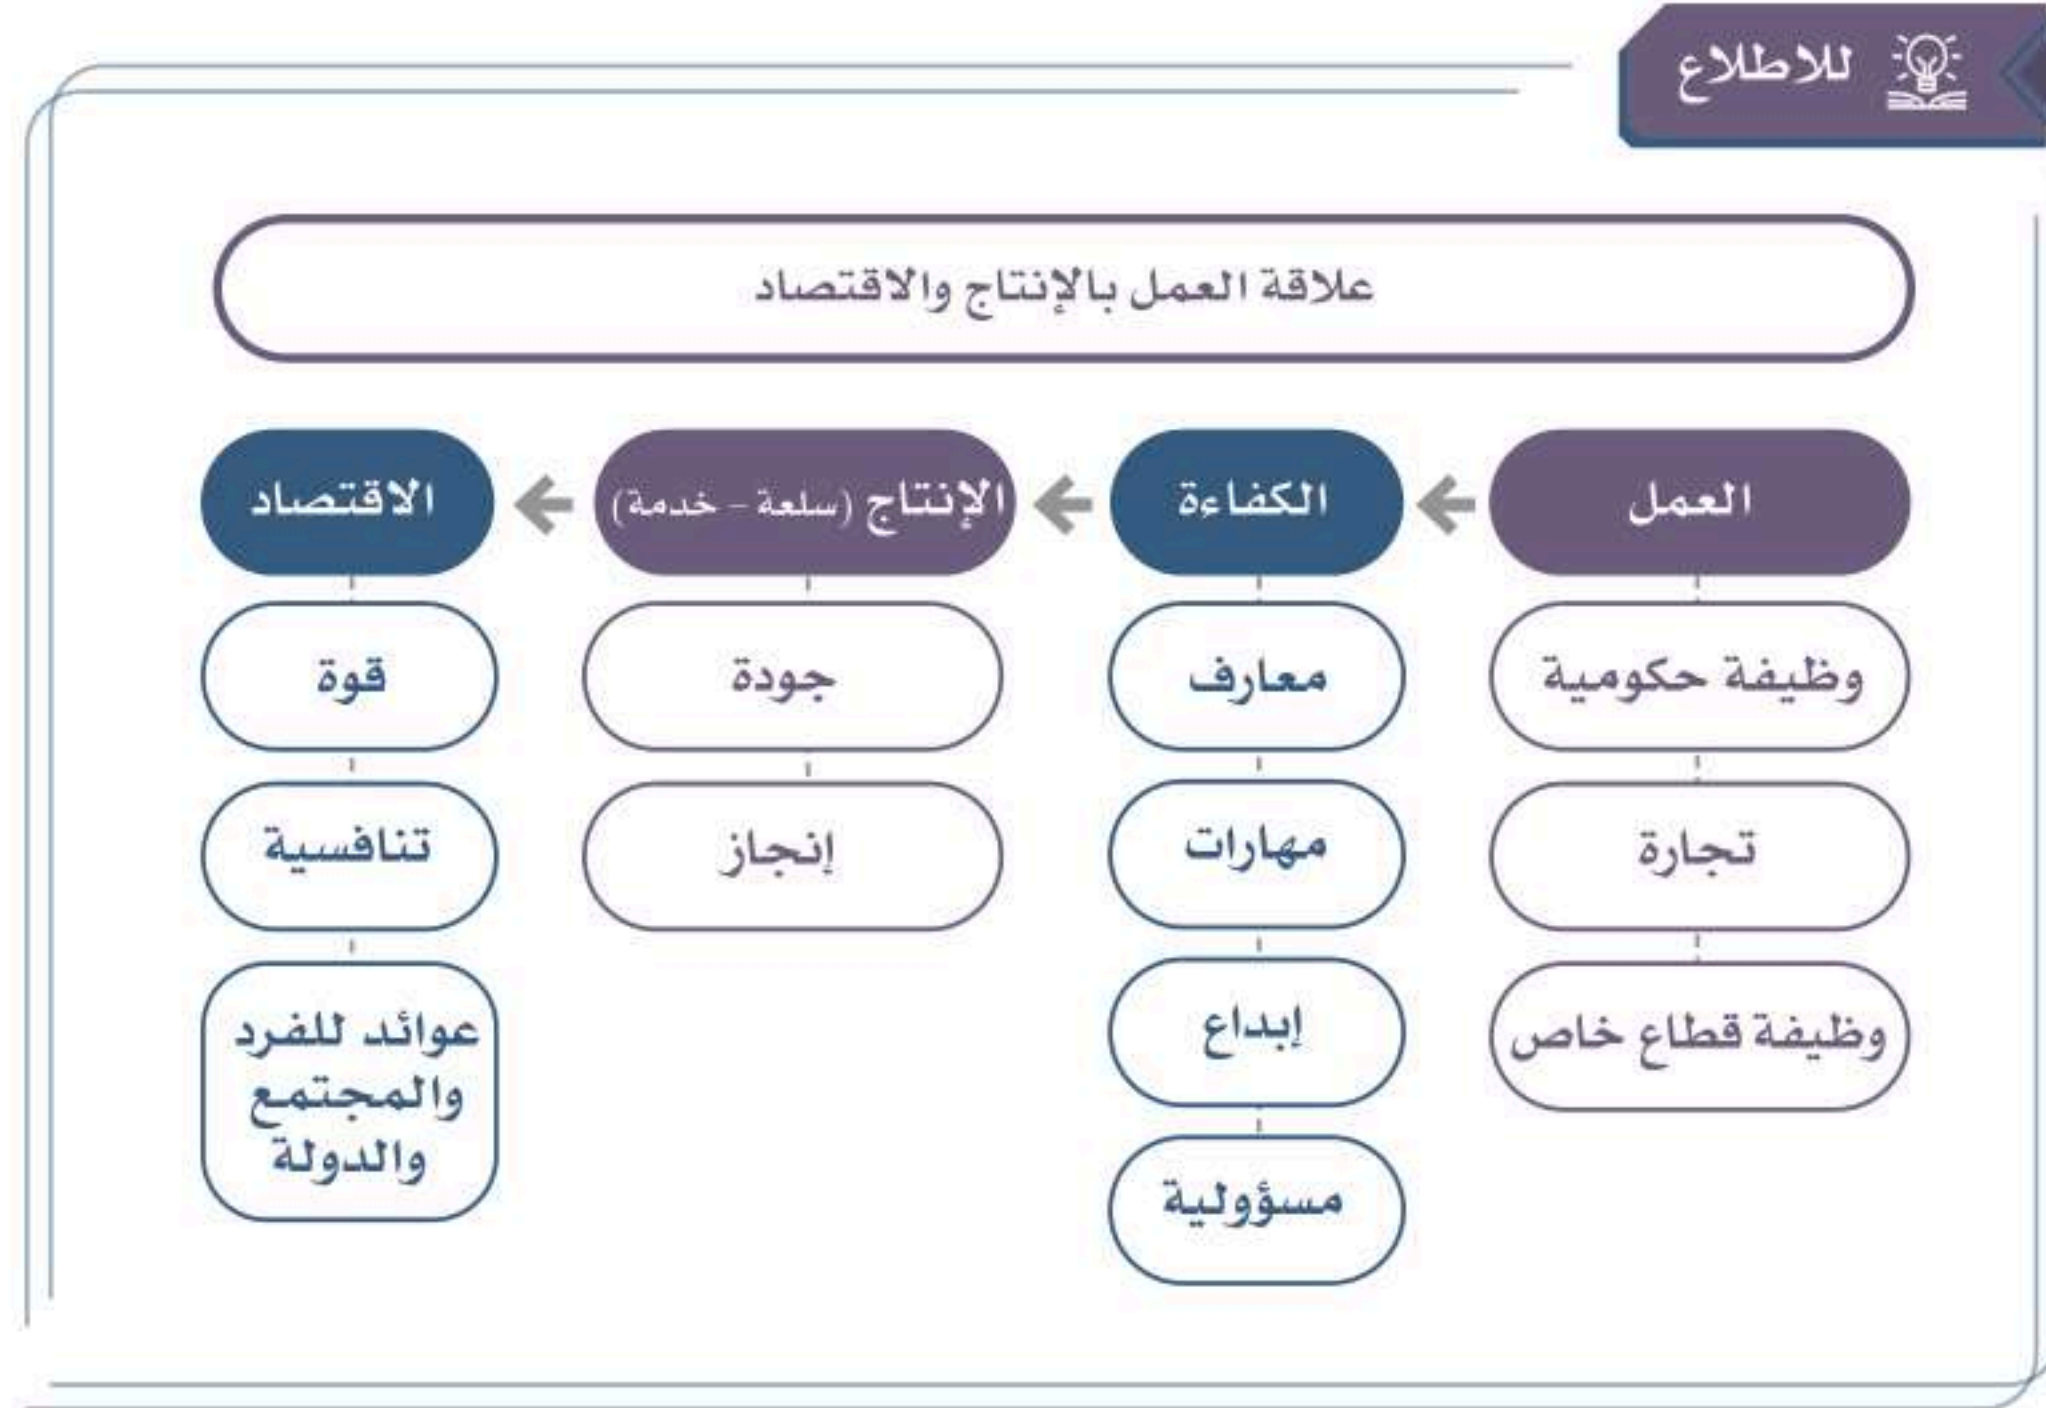 للاطلاع
علاقة العمل بالإنتاج والاقتصاد
العمل
وظيفة حكومية
تجارة
وظيفة قطاع خاص
الكفاءة
معارف
مهارات
إبداع
مسؤولية
الإنتاج (سلعة – خدمة)
جودة
إنجاز
الاقتصاد
قوة
تنافسية
عوائد للفرد
والمجتمع
والدولة